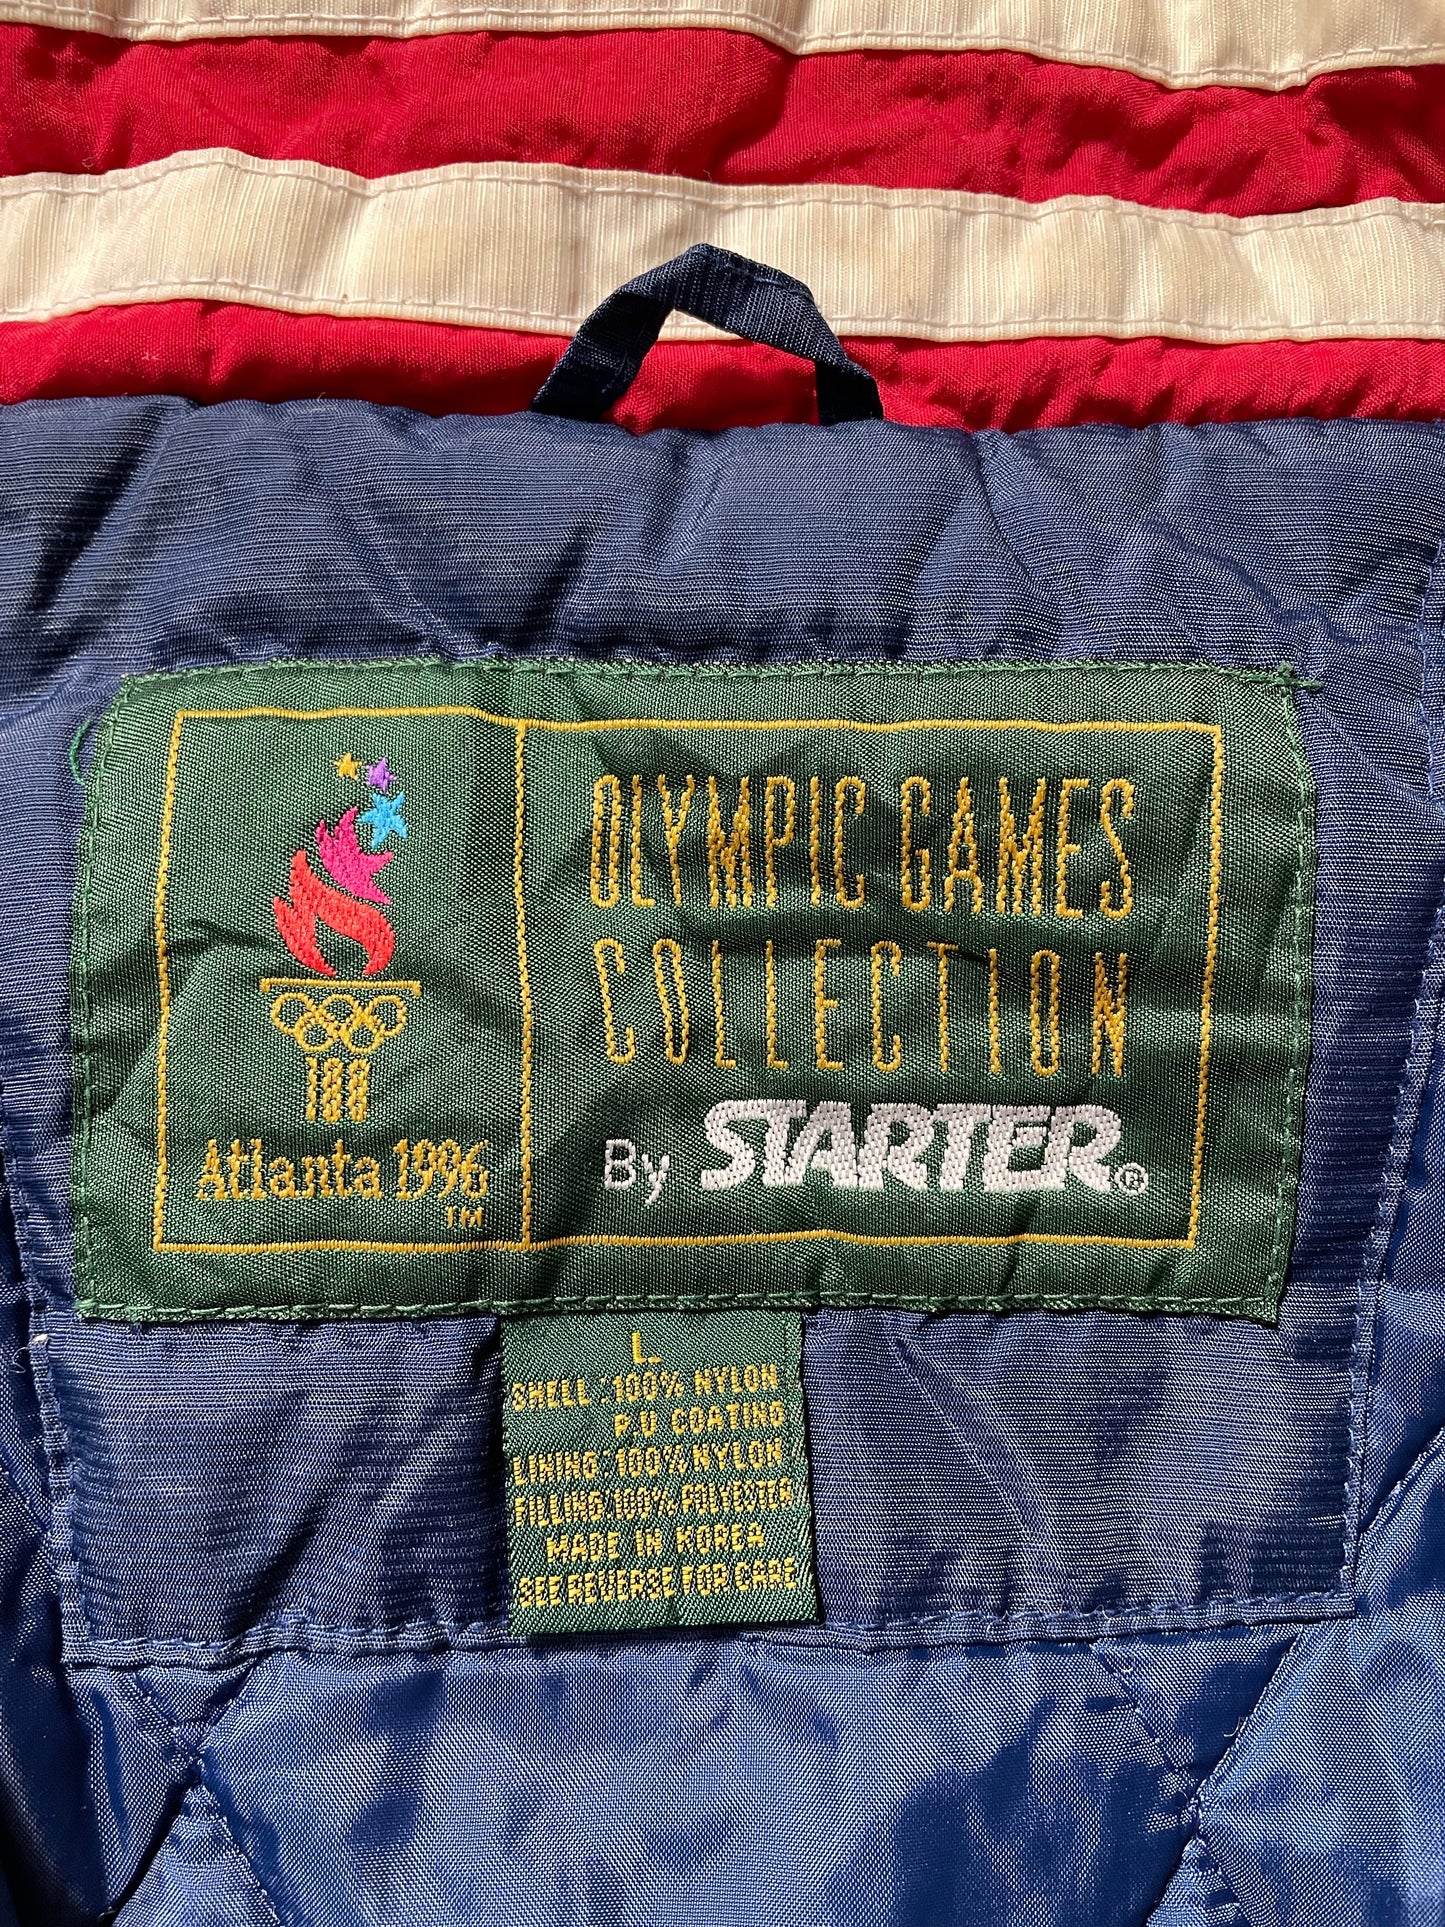 OLYMPIC GAMES
COLLECTION
By STARTER®
100
Atlanta 1996
TM
L
SHELL: 100% NYLON
P.U COATING
LINING: 100% NYLON
FILLING: 100% POLYESTER
MADE IN KOREA
SEE REVERSE FOR CARE